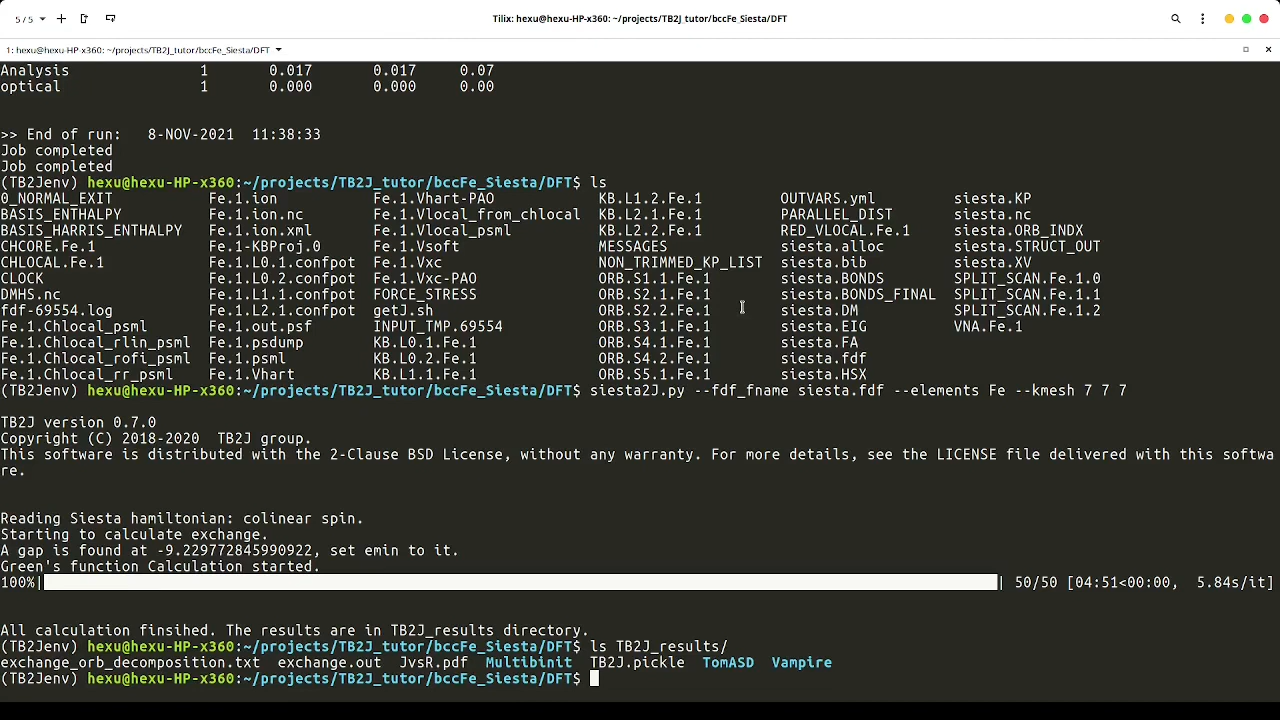 5 / 5
Tilix: hexu@hexu-HP-x360: ~/projects/TB2J_tutor/bccFe_Siesta/DFT
1: hexu@hexu-HP-x360: ~/projects/TB2J_tutor/bccFe_Siesta/DFT
Analysis 1 0.017 0.017 0.07
optical 1 0.000 0.000 0.00
>> End of run: 8-NOV-2021 11:38:33
Job completed
Job completed
(TB2Jenv) hexu@hexu-HP-x360:~/projects/TB2J_tutor/bccFe_Siesta/DFT$ ls
0_NORMAL_EXIT Fe.1.ion Fe.1.Vhart-PAO KB.L1.2.Fe.1 OUTVARS.yml siesta.KP
BASIS_ENTHALPY Fe.1.ion.nc Fe.1.Vlocal_from_chlocal KB.L2.1.Fe.1 PARALLEL_DIST siesta.nc
BASIS_HARRIS_ENTHALPY Fe.1.ion.xml Fe.1.Vlocal_psml KB.L2.2.Fe.1 RED_VLOCAL.Fe.1 siesta.ORB_INDX
CHCORE.Fe.1 Fe.1-KBProj.0 Fe.1.Vsoft MESSAGES siesta.alloc siesta.STRUCT_OUT
CHLOCAL.Fe.1 Fe.1.L0.1.confpot Fe.1.Vxc NON_TRIMMED_KP_LIST siesta.bib siesta.XV
CLOCK Fe.1.L0.2.confpot Fe.1.Vxc-PAO ORB.S1.1.Fe.1 siesta.BONDS SPLIT_SCAN.Fe.1.0
DMHS.nc Fe.1.L1.1.confpot FORCE_STRESS ORB.S2.1.Fe.1 siesta.BONDS_FINAL SPLIT_SCAN.Fe.1.1
fdf-69554.log Fe.1.L2.1.confpot getJ.sh ORB.S2.2.Fe.1 siesta.DM SPLIT_SCAN.Fe.1.2
Fe.1.Chlocal_psml Fe.1.out.psf INPUT_TMP.69554 ORB.S3.1.Fe.1 siesta.EIG VNA.Fe.1
Fe.1.Chlocal_rlin_psml Fe.1.psdump KB.L0.1.Fe.1 ORB.S4.1.Fe.1 siesta.FA
Fe.1.Chlocal_rofi_psml Fe.1.psml KB.L0.2.Fe.1 ORB.S4.2.Fe.1 siesta.fdf
Fe.1.Chlocal_rr_psml Fe.1.Vhart KB.L1.1.Fe.1 ORB.S5.1.Fe.1 siesta.HSX
(TB2Jenv) hexu@hexu-HP-x360:~/projects/TB2J_tutor/bccFe_Siesta/DFT$ siesta2J.py --fdf_fname siesta.fdf --elements Fe --kmesh 7 7 7
TB2J version 0.7.0
Copyright (C) 2018-2020 TB2J group.
This software is distributed with the 2-Clause BSD License, without any warranty. For more details, see the LICENSE file delivered with this softwa
re.
Reading Siesta hamiltonian: colinear spin.
Starting to calculate exchange.
A gap is found at -9.229772845990922, set emin to it.
Green's function Calculation started.
100%| | 50/50 [04:51<00:00, 5.84s/it]
All calculation finsihed. The results are in TB2J_results directory.
(TB2Jenv) hexu@hexu-HP-x360:~/projects/TB2J_tutor/bccFe_Siesta/DFT$ ls TB2J_results/
exchange_orb_decomposition.txt exchange.out JvsR.pdf Multibinit TB2J.pickle TomASD Vampire
(TB2Jenv) hexu@hexu-HP-x360:~/projects/TB2J_tutor/bccFe_Siesta/DFT$